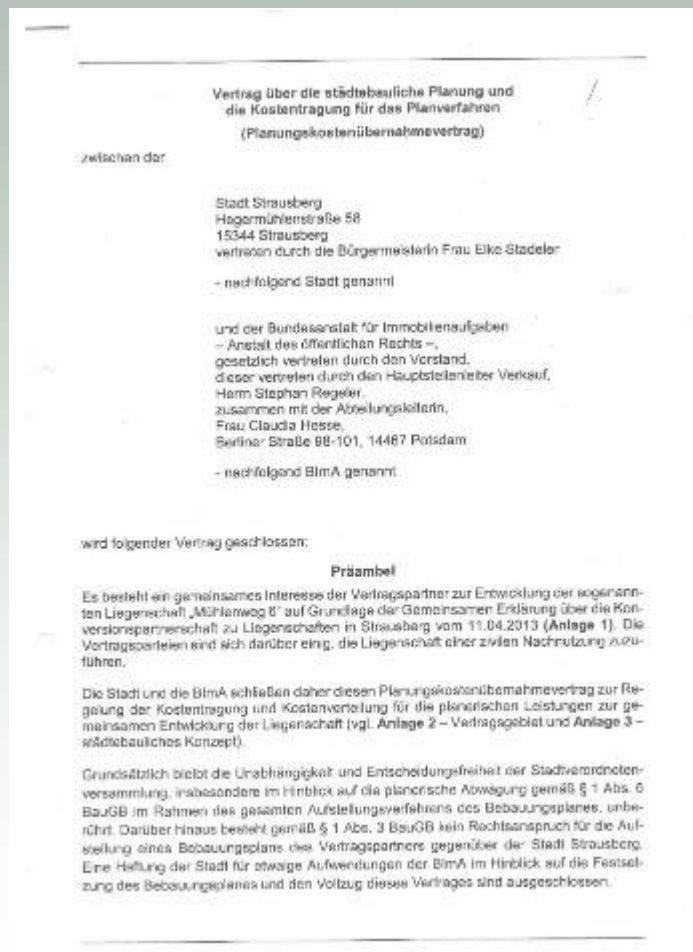 Vertrag über die städtebauliche Planung und
die Kostentragung für das Planverfahren
(Planungskostenübernahmevertrag)
zwischen der
Stadt Strausberg
Hegermühlenstraße 58
15344 Strausberg
vertreten durch die Bürgermeisterin Frau Elke Stadeler
- nachfolgend Stadt genannt
und der Bundesanstalt für Immobilienaufgaben
– Anstalt des öffentlichen Rechts –,
gesetzlich vertreten durch den Vorstand,
dieser vertreten durch den Hauptstellenleiter Verkauf,
Herrn Stephan Regeler,
zusammen mit der Abteilungsleiterin,
Frau Claudia Hesse,
Berliner Straße 98-101, 14467 Potsdam
- nachfolgend BImA genannt
wird folgender Vertrag geschlossen:
Präambel
Es besteht ein gemeinsames Interesse der Vertragspartner zur Entwicklung der sogenann-
ten Liegenschaft „Mühlenweg 6“ auf Grundlage der Gemeinsamen Erklärung über die Kon-
versionspartnerschaft zu Liegenschaften in Strausberg vom 11.04.2013 (Anlage 1). Die
Vertragsparteien sind sich darüber einig, die Liegenschaft einer zivilen Nachnutzung zuzu-
führen.
Die Stadt und die BImA schließen daher diesen Planungskostenübernahmevertrag zur Re-
gelung der Kostentragung und Kostenverteilung für die planerischen Leistungen zur ge-
meinsamen Entwicklung der Liegenschaft (vgl. Anlage 2 – Vertragsgebiet und Anlage 3 –
städtebauliches Konzept).
Grundsätzlich bleibt die Unabhängigkeit und Entscheidungsfreiheit der Stadtverordneten-
versammlung, insbesondere im Hinblick auf die planerische Abwägung gemäß § 1 Abs. 6
BauGB im Rahmen des gesamten Aufstellungsverfahrens des Bebauungsplanes, unbe-
rührt. Darüber hinaus besteht gemäß § 1 Abs. 3 BauGB kein Rechtsanspruch für die Auf-
stellung eines Bebauungsplans des Vertragspartners gegenüber der Stadt Strausberg.
Eine Haftung der Stadt für etwaige Aufwendungen der BImA im Hinblick auf die Festset-
zung des Bebauungsplanes und den Vollzug dieses Vertrages sind ausgeschlossen.